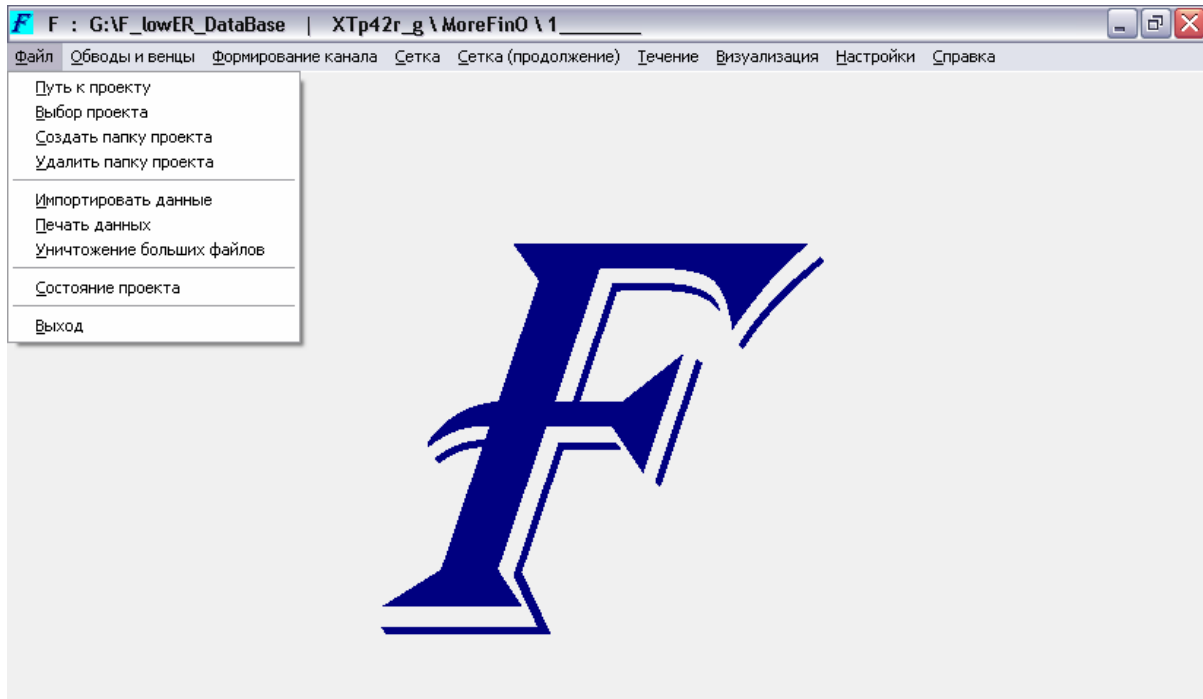 F F : G:\F_lowER_DataBase | XTp42r_g \ MoreFinO \ 1________
Файл Обводы и венцы Формирование канала Сетка Сетка (продолжение) Течение Визуализация Настройки Справка
Путь к проекту
Выбор проекта
Создать папку проекта
Удалить папку проекта
Импортировать данные
Печать данных
Уничтожение больших файлов
Состояние проекта
Выход
F